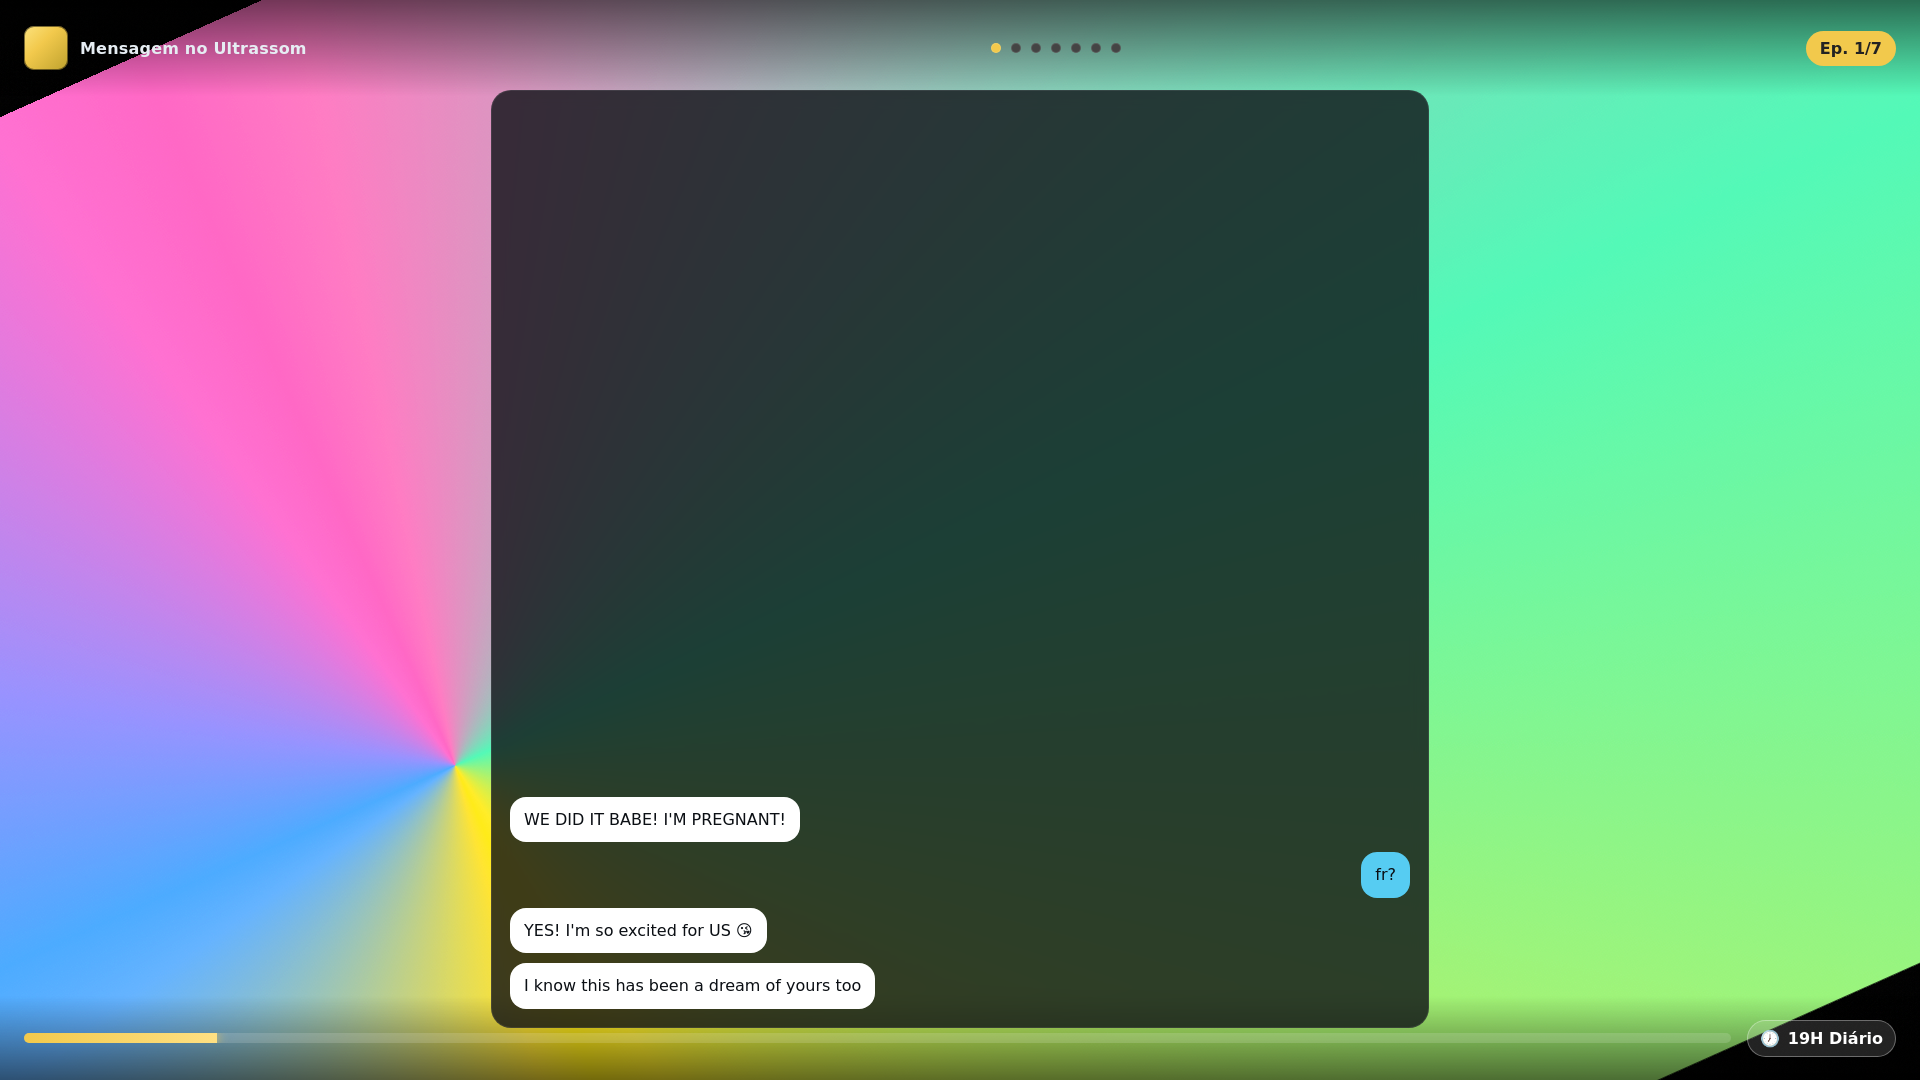 Mensagem no Ultrassom
Ep. 1/7
WE DID IT BABE! I'M PREGNANT!
fr?
YES! I'm so excited for US 😘
I know this has been a dream of yours too
🕖 19H Diário